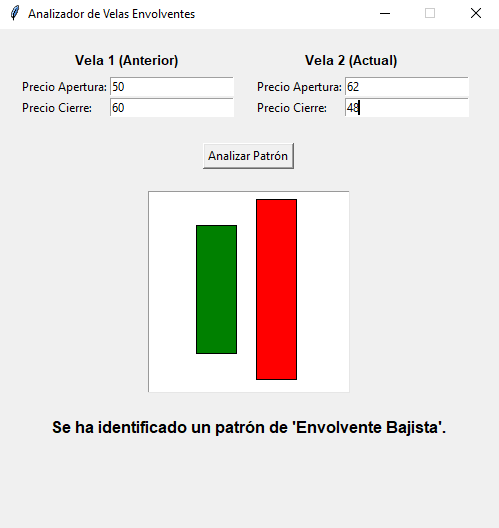 Analizador de Velas Envolventes
Vela 1 (Anterior) Vela 2 (Actual)
Precio Apertura: 50 Precio Apertura: 62
Precio Cierre: 60 Precio Cierre: 48
Analizar Patrón
Se ha identificado un patrón de 'Envolvente Bajista'.